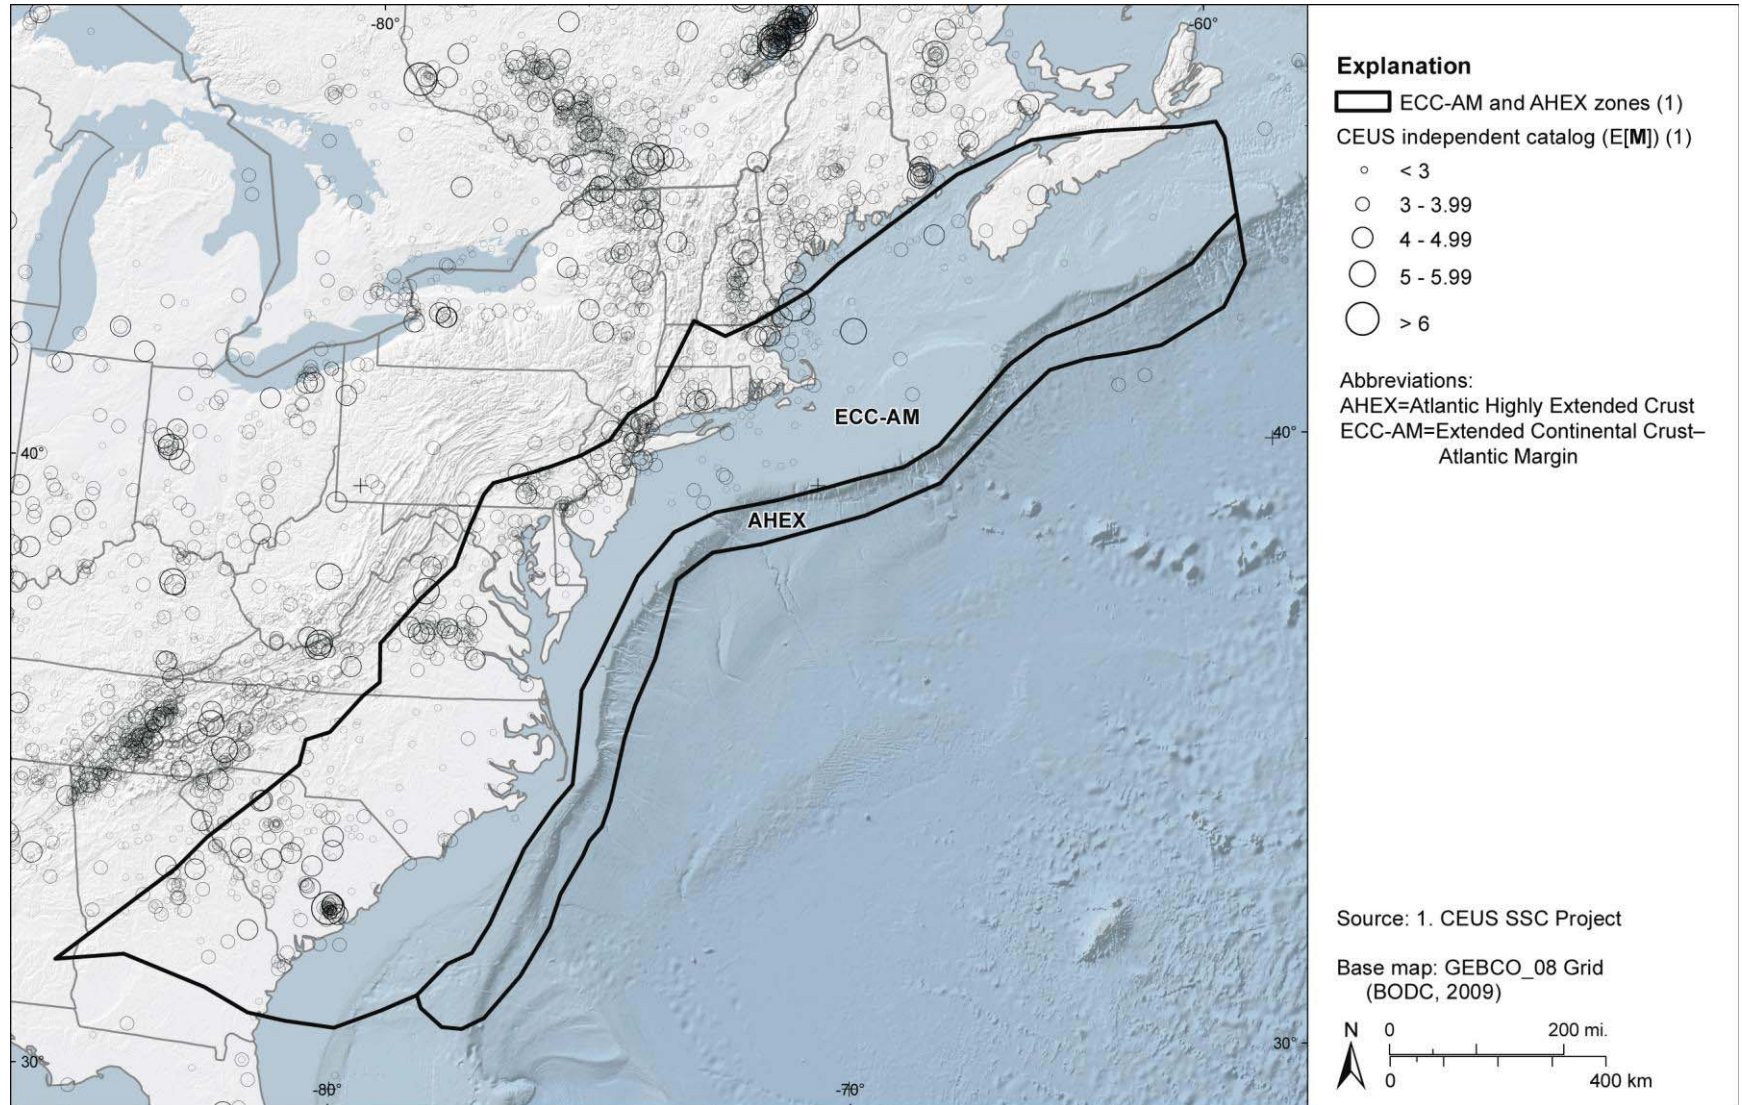 -80°
-60°
40°
40°
ECC-AM
AHEX
30°
30°
-80°
-70°
Explanation
ECC-AM and AHEX zones (1)
CEUS independent catalog (E[M]) (1)
< 3
3 - 3.99
4 - 4.99
5 - 5.99
> 6
Abbreviations:
AHEX=Atlantic Highly Extended Crust
ECC-AM=Extended Continental Crust–
Atlantic Margin
Source: 1. CEUS SSC Project
Base map: GEBCO_08 Grid
(BODC, 2009)
N
0 200 mi.
0 400 km